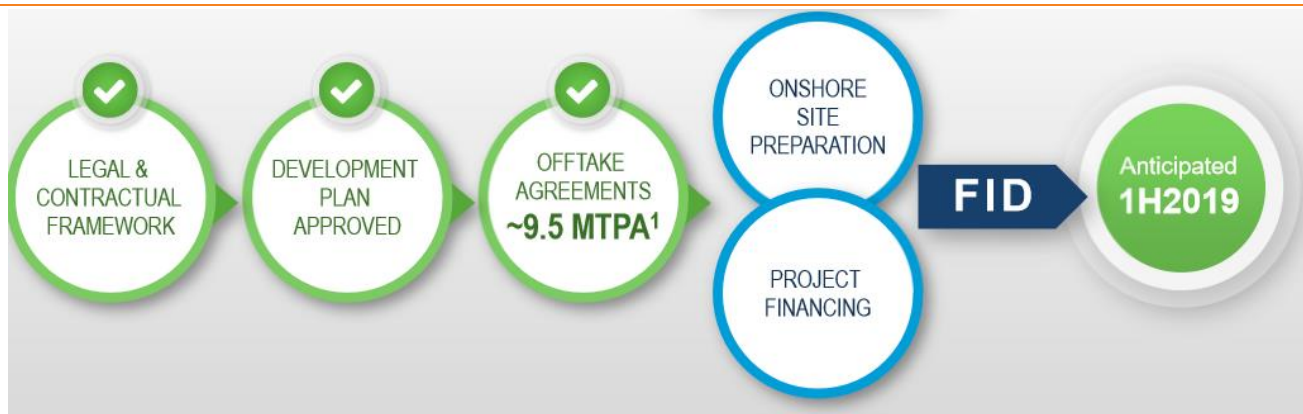 LEGAL &
CONTRACTUAL
FRAMEWORK
DEVELOPMENT
PLAN
APPROVED
OFFTAKE
AGREEMENTS
~9.5 MTPA¹
ONSHORE
SITE
PREPARATION
PROJECT
FINANCING
FID
Anticipated
1H2019